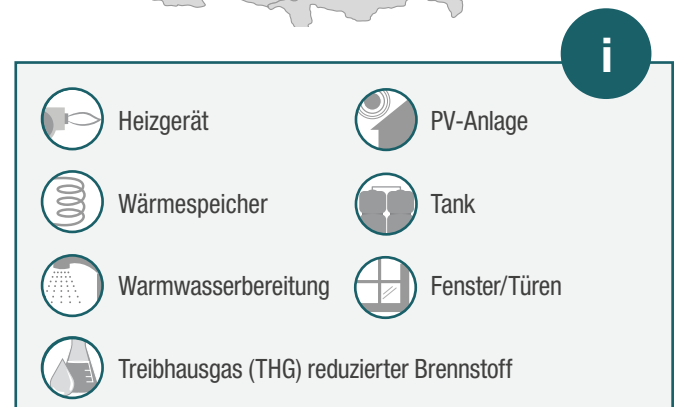 i
Heizgerät
PV-Anlage
Wärmespeicher
Tank
Warmwasserbereitung
Fenster/Türen
Treibhausgas (THG) reduzierter Brennstoff